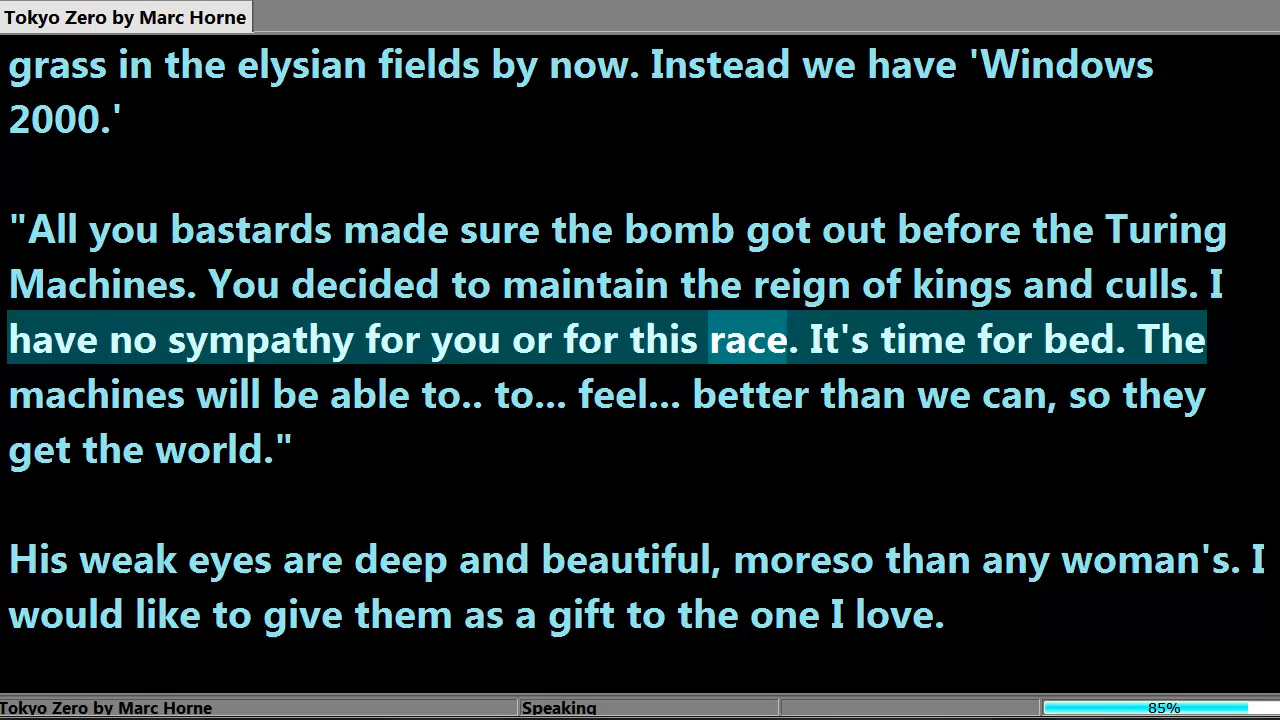 Tokyo Zero by Marc Horne
grass in the elysian fields by now. Instead we have 'Windows
2000.'
"All you bastards made sure the bomb got out before the Turing
Machines. You decided to maintain the reign of kings and culls. I
have no sympathy for you or for this race. It's time for bed. The
machines will be able to.. to... feel... better than we can, so they
get the world."
His weak eyes are deep and beautiful, moreso than any woman's. I
would like to give them as a gift to the one I love.
Tokyo Zero by Marc Horne Speaking 85%